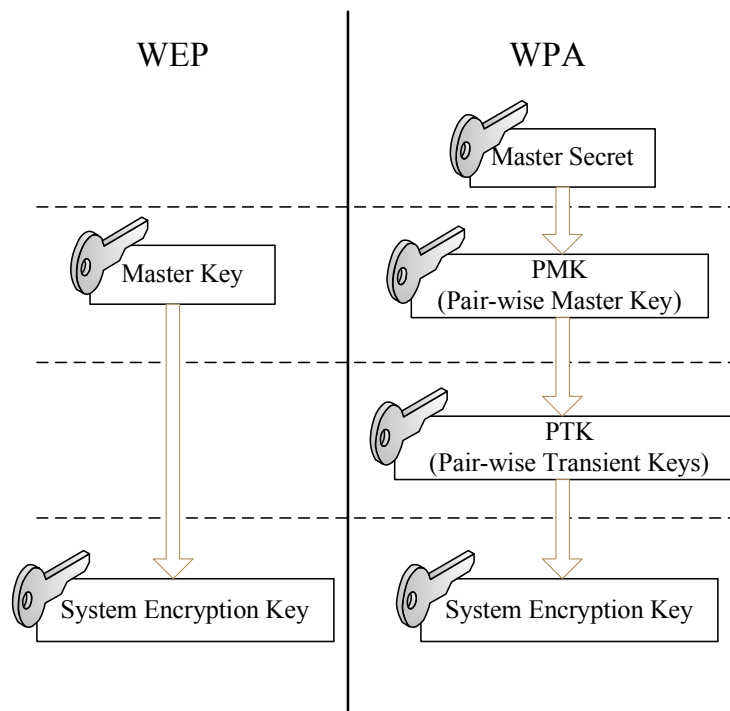 WEP
WPA
Master Secret
Master Key
PMK
(Pair-wise Master Key)
PTK
(Pair-wise Transient Keys)
System Encryption Key
System Encryption Key